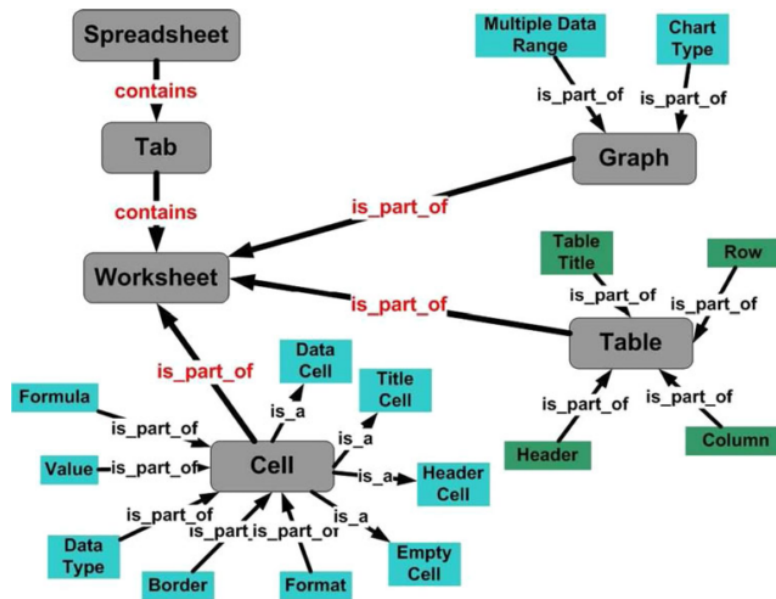 Spreadsheet
contains
Tab
contains
Worksheet
Multiple Data
Range
Chart
Type
is_part_of
is_part_of
Graph
is_part_of
Table
Title
Row
is_part_of
is_part_of
is_part_of
Table
is_part_of
is_part_of
Header
Column
is_part_of
Data
Cell
Title
Cell
Formula
is_part_of
is_a
is_a
Value
is_part_of
Cell
is_a
Header
Cell
is_part_of
is_part_
is_part_of
is_a
Data
Type
Border
Format
Empty
Cell